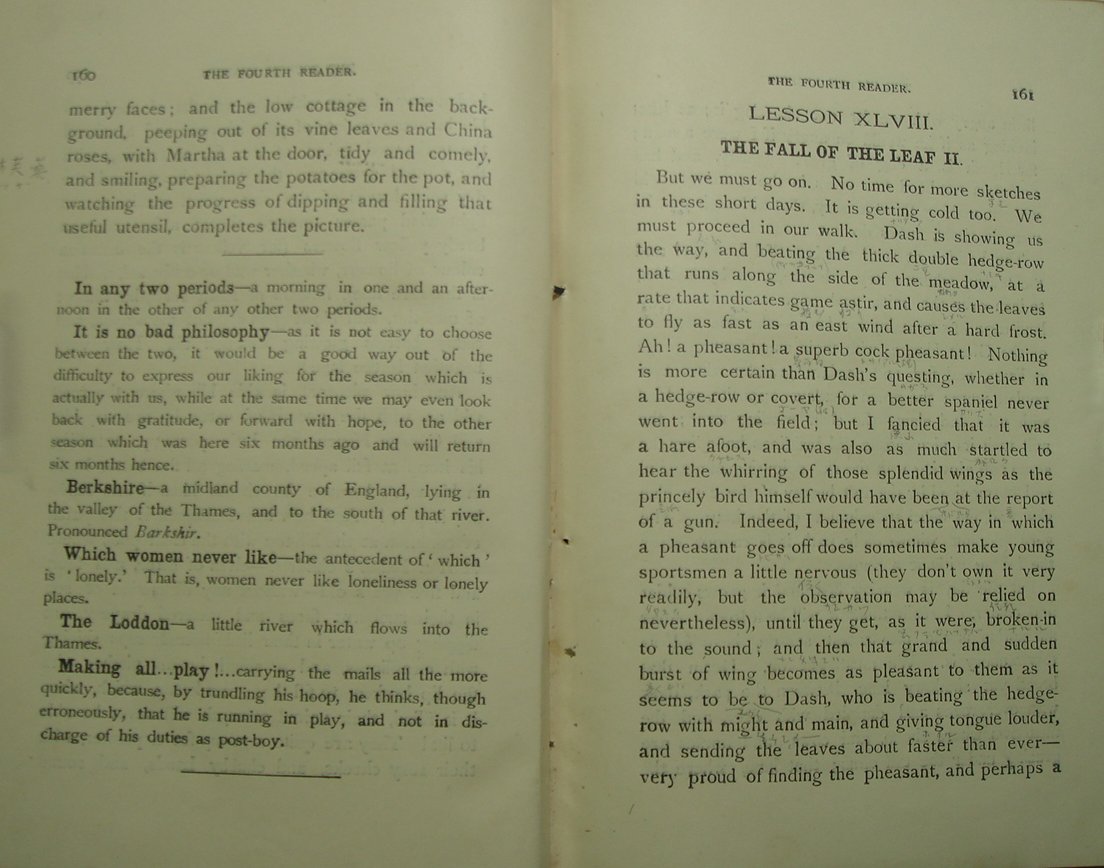 160 THE FOURTH READER.
merry faces; and the low cottage in the back-
ground, peeping out of its vine leaves and China
roses, with Martha at the door, tidy and comely,
and smiling, preparing the potatoes for the pot, and
watching the progress of dipping and filling that
useful utensil, completes the picture.
In any two periods—a morning in one and an after-
noon in the other of any other two periods.
It is no bad philosophy—as it is not easy to choose
between the two, it would be a good way out of the
difficulty to express our liking for the season which is
actually with us, while at the same time we may even look
back with gratitude, or forward with hope, to the other
season which was here six months ago and will return
six months hence.
Berkshire—a midland county of England, lying in
the valley of the Thames, and to the south of that river.
Pronounced Barkshir.
Which women never like—the antecedent of ' which '
is ' lonely.' That is, women never like loneliness or lonely
places.
The Loddon—a little river which flows into the
Thames.
Making all...play!...carrying the mails all the more
quickly, because, by trundling his hoop, he thinks, though
erroneously, that he is running in play, and not in dis-
charge of his duties as post-boy.
THE FOURTH READER. 161
LESSON XLVIII.
THE FALL OF THE LEAF II.
But we must go on. No time for more sketches
in these short days. It is getting cold too. We
must proceed in our walk. Dash is showing us
the way, and beating the thick double hedge-row
that runs along the side of the meadow, at a
rate that indicates game astir, and causes the leaves
to fly as fast as an east wind after a hard frost.
Ah! a pheasant! a superb cock pheasant! Nothing
is more certain than Dash's questing, whether in
a hedge-row or covert, for a better spaniel never
went into the field; but I fancied that it was
a hare afoot, and was also as much startled to
hear the whirring of those splendid wings as the
princely bird himself would have been at the report
of a gun. Indeed, I believe that the way in which
a pheasant goes off does sometimes make young
sportsmen a little nervous (they don't own it very
readily, but the observation may be relied on
nevertheless), until they get, as it were, broken in
to the sound; and then that grand and sudden
burst of wing becomes as pleasant to them as it
seems to be to Dash, who is beating the hedge-
row with might and main, and giving tongue louder,
and sending the leaves about faster than ever—
very proud of finding the pheasant, and perhaps a